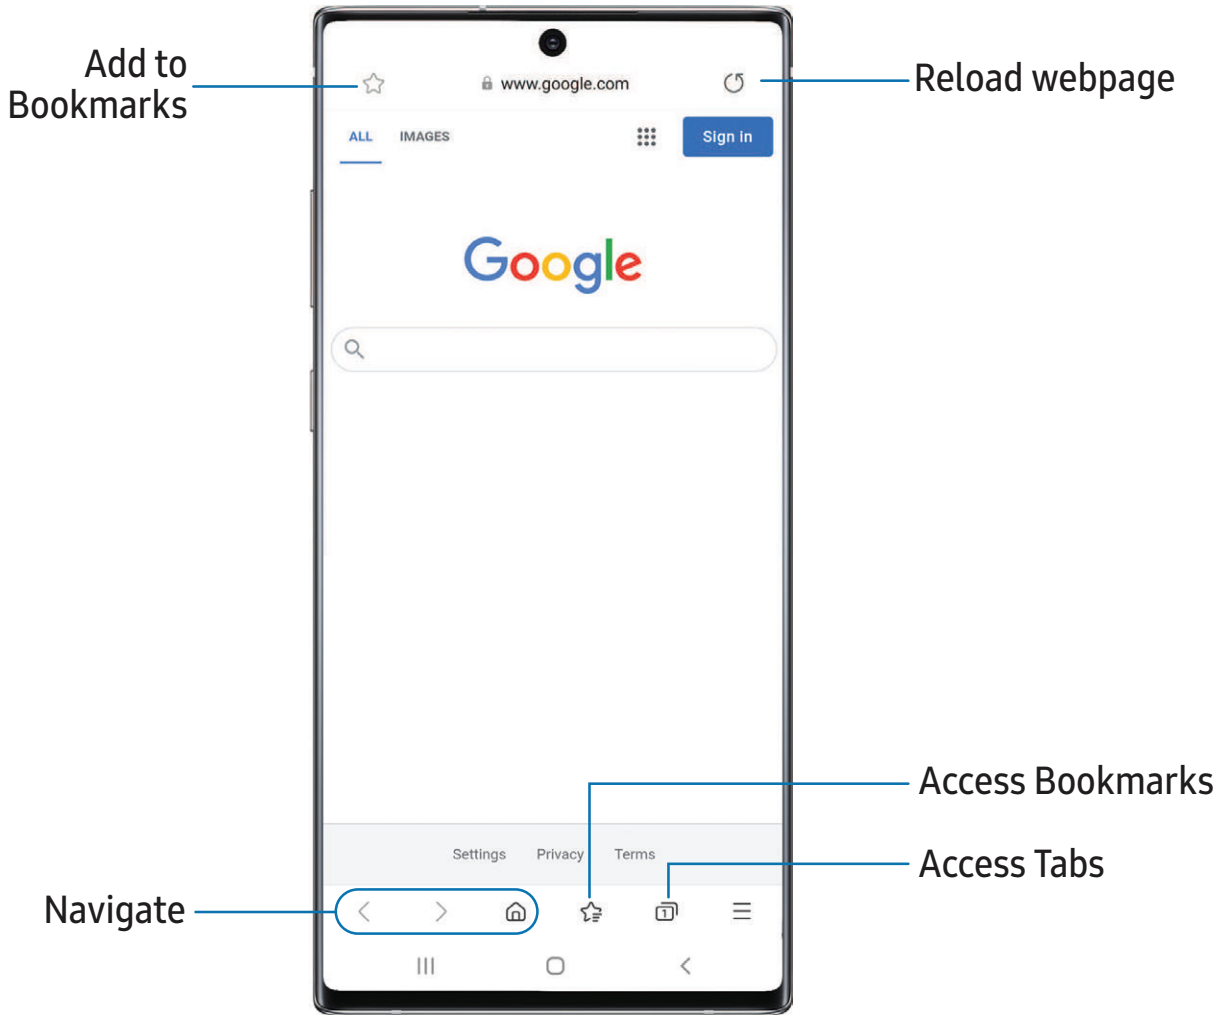 Add to
Bookmarks
www.google.com
Reload webpage
ALL IMAGES
Sign in
Google
Access Bookmarks
Settings Privacy Terms
Access Tabs
Navigate
1